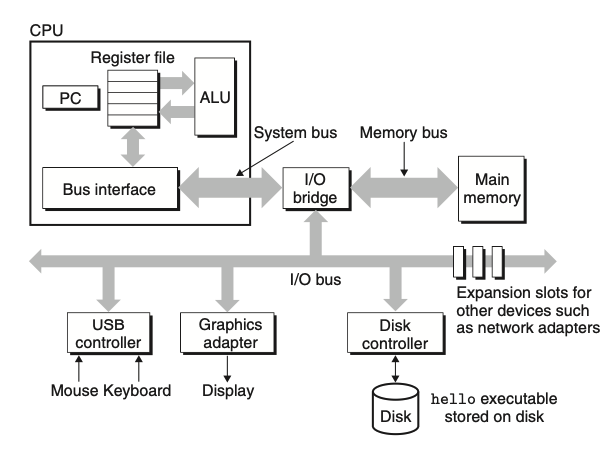 CPU
Register file
PC
ALU
System bus
Memory bus
Bus interface
I/O
bridge
Main
memory
I/O bus
Expansion slots for
other devices such
as network adapters
USB
controller
Graphics
adapter
Disk
controller
Mouse Keyboard
Display
Disk
hello executable
stored on disk